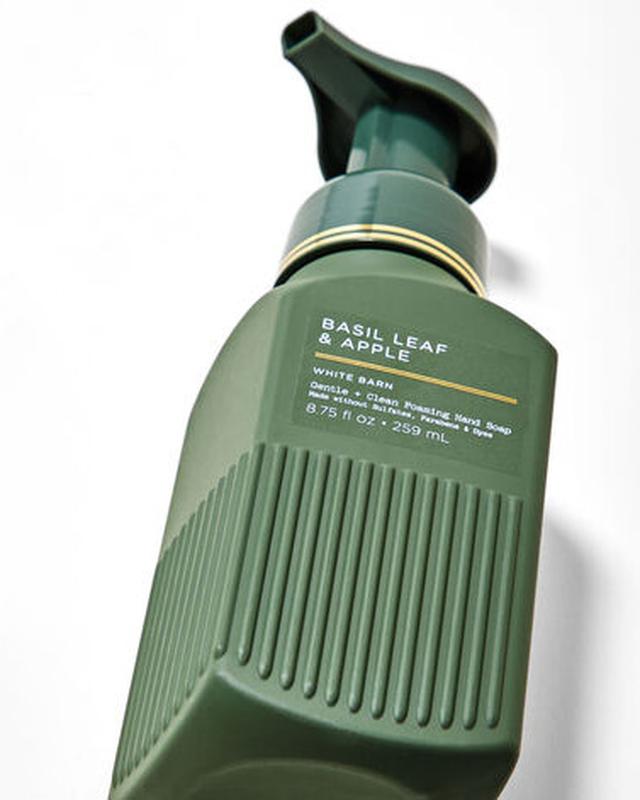 BASIL LEAF
& APPLE
WHITE BARN
Gentle + Clean Foaming Hand Soap
Made without Sulfates, Parabens & Dyes
8.75 fl oz • 259 mL